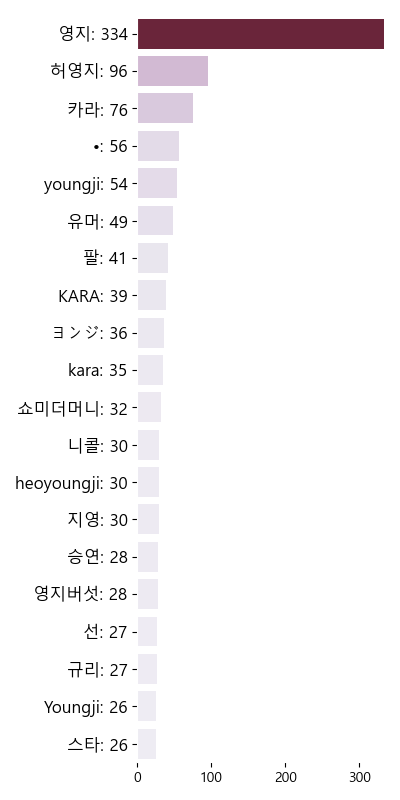 영지: 334
허영지: 96
카라: 76
•: 56
youngji: 54
유머: 49
팔: 41
KARA: 39
ヨンジ: 36
kara: 35
쇼미더머니: 32
니콜: 30
heoyoungji: 30
지영: 30
승연: 28
영지버섯: 28
선: 27
규리: 27
Youngji: 26
스타: 26
0 100 200 300